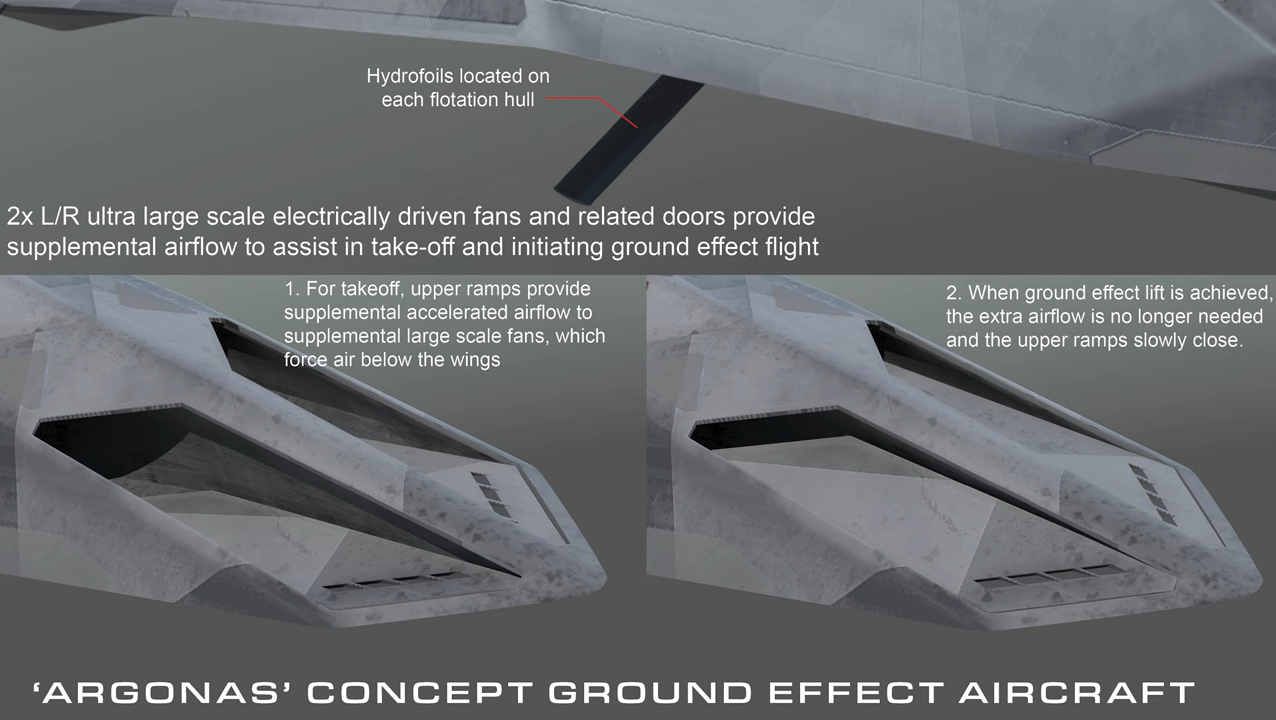 Hydrofoils located on
each flotation hull
2x L/R ultra large scale electrically driven fans and related doors provide
supplemental airflow to assist in take-off and initiating ground effect flight
1. For takeoff, upper ramps provide
supplemental accelerated airflow to
supplemental large scale fans, which
force air below the wings
2. When ground effect lift is achieved,
the extra airflow is no longer needed
and the upper ramps slowly close.
‘ARGONAS’ CONCEPT GROUND EFFECT AIRCRAFT